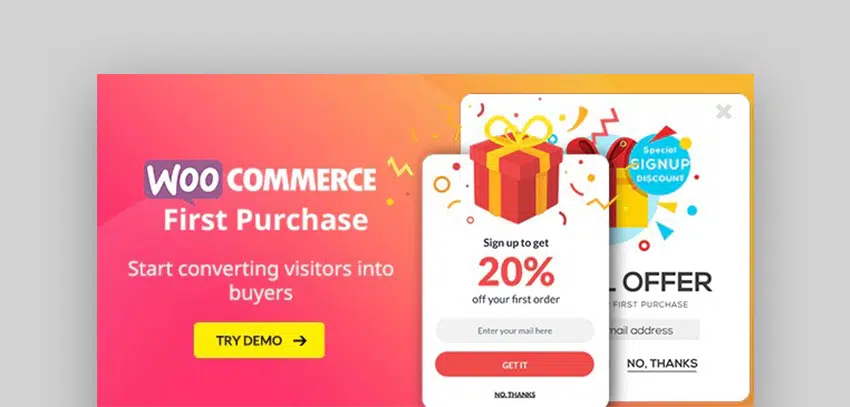 WOO COMMERCE
First Purchase
Start converting visitors into
buyers
TRY DEMO
Sign up to get
20%
off your first order
Enter your mail here
GET IT
NO, THANKS
Special
SIGNUP
DISCOUNT
OFFER
FIRST PURCHASE
address
NO, THANKS